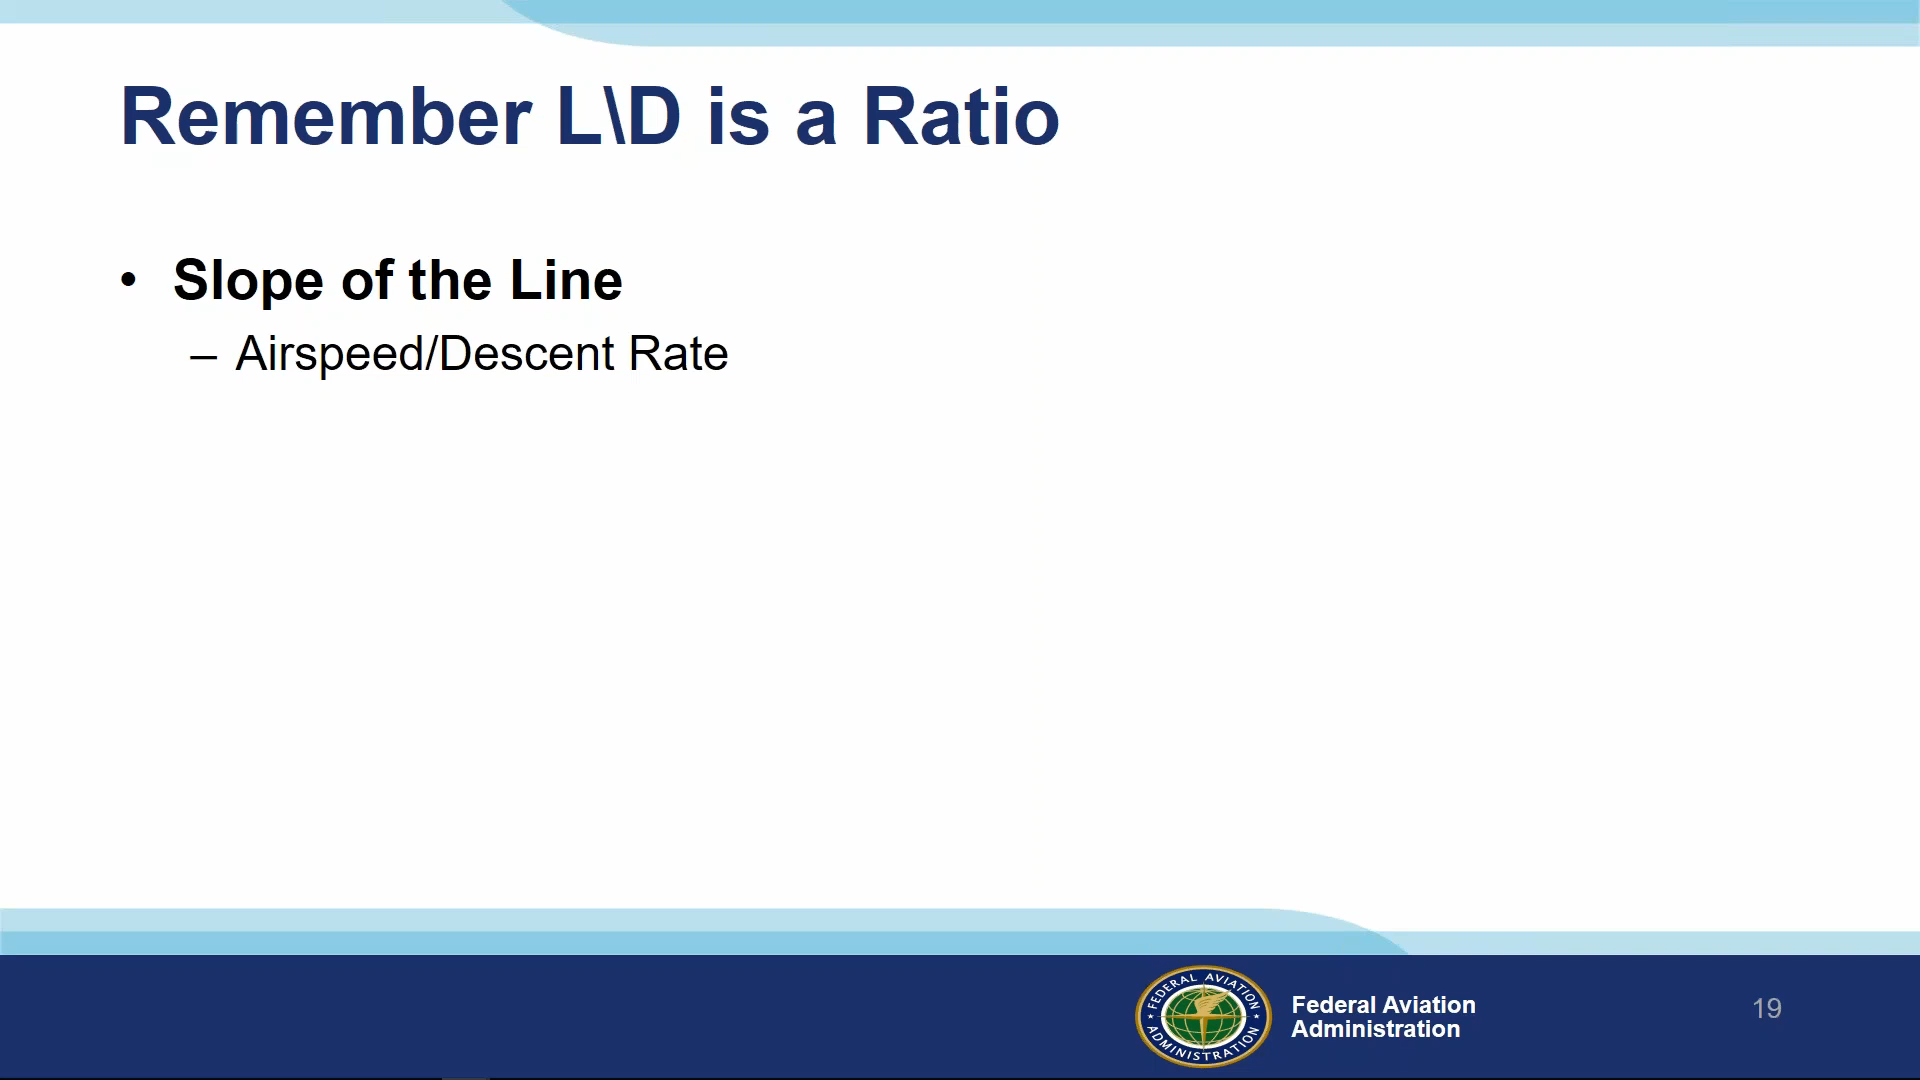 Remember L\D is a Ratio
• Slope of the Line
– Airspeed/Descent Rate
FEDERAL AVIATION
ADMINISTRATION
Federal Aviation
Administration
19